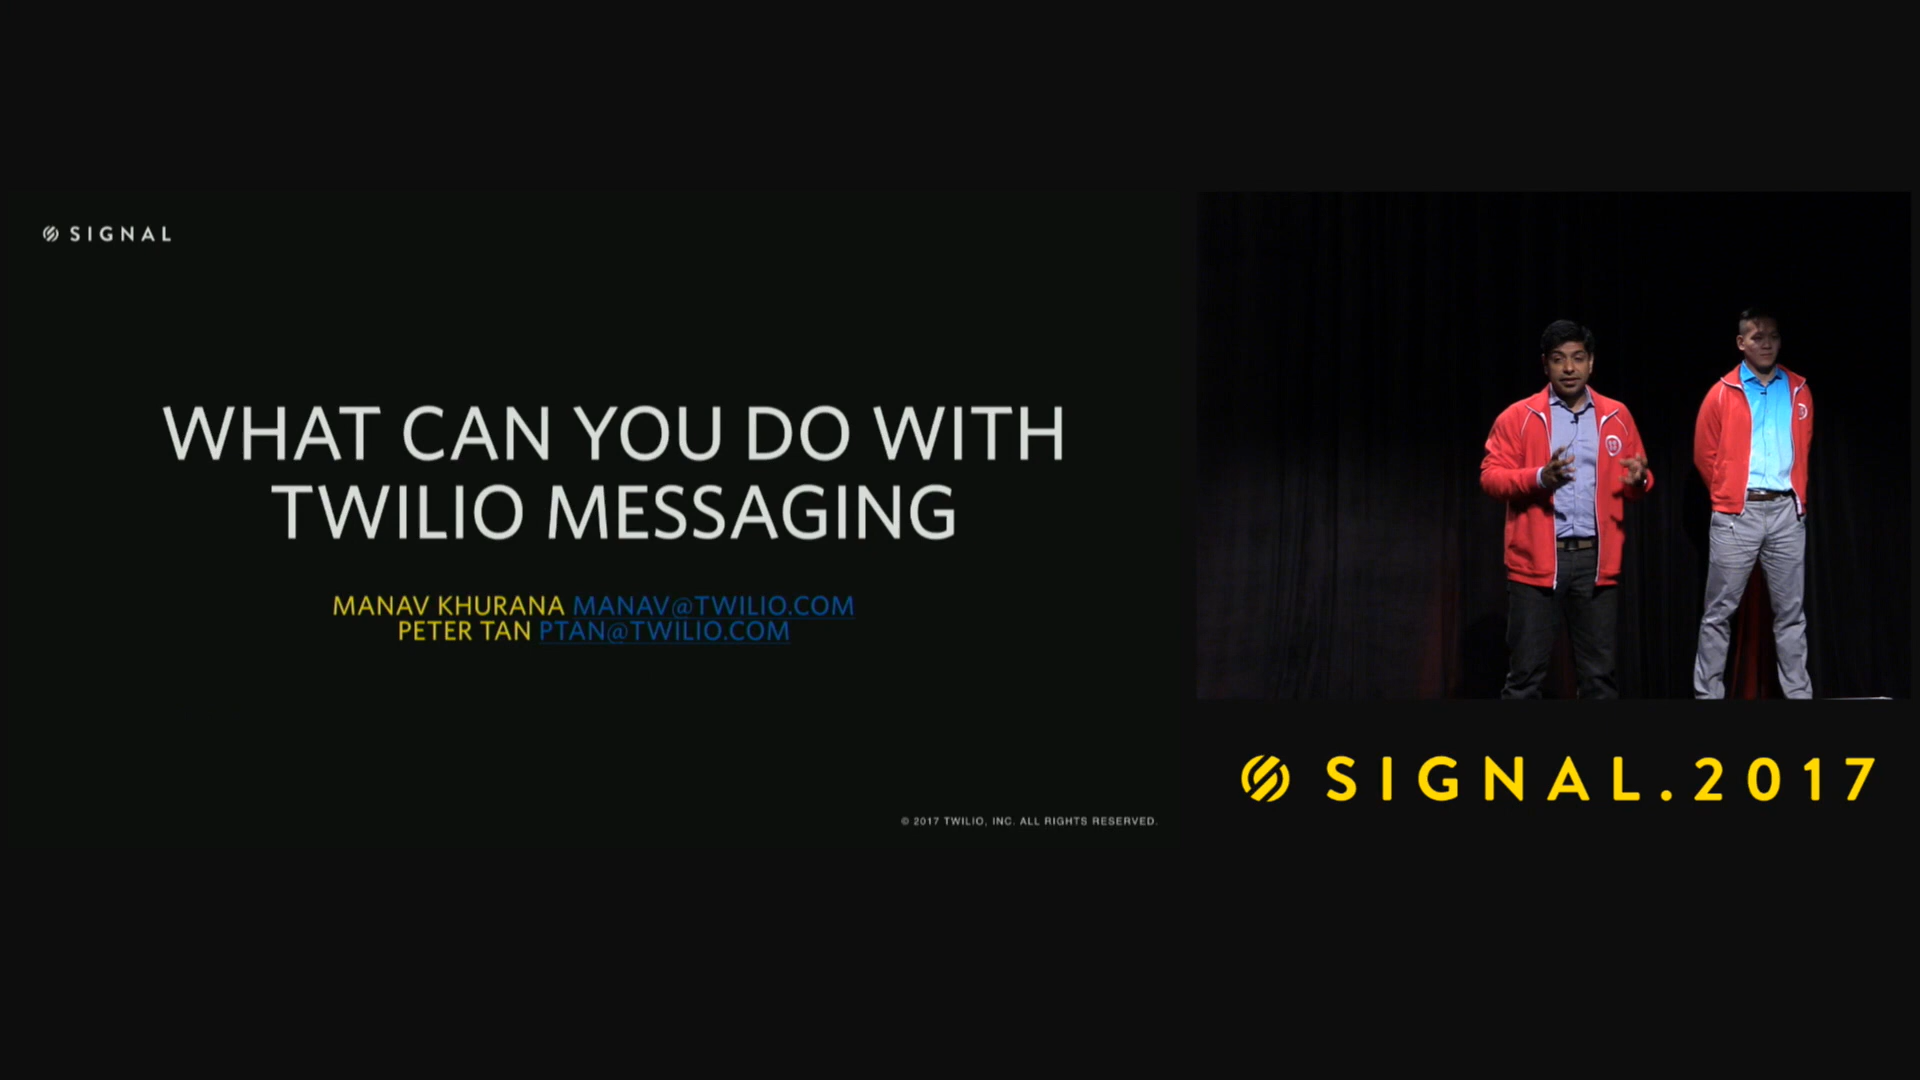 SIGNAL
WHAT CAN YOU DO WITH
TWILIO MESSAGING
MANAV KHURANA MANAV@TWILIO.COM
PETER TAN PTAN@TWILIO.COM
© 2017 TWILIO, INC. ALL RIGHTS RESERVED.
SIGNAL.2017